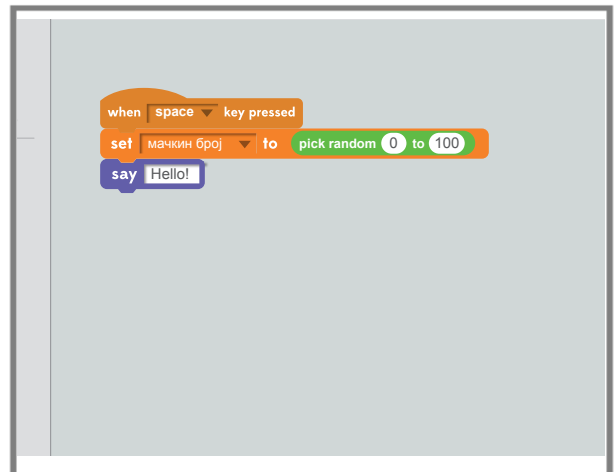 when space key pressed
set мачкин број to pick random 0 to 100
say Hello!